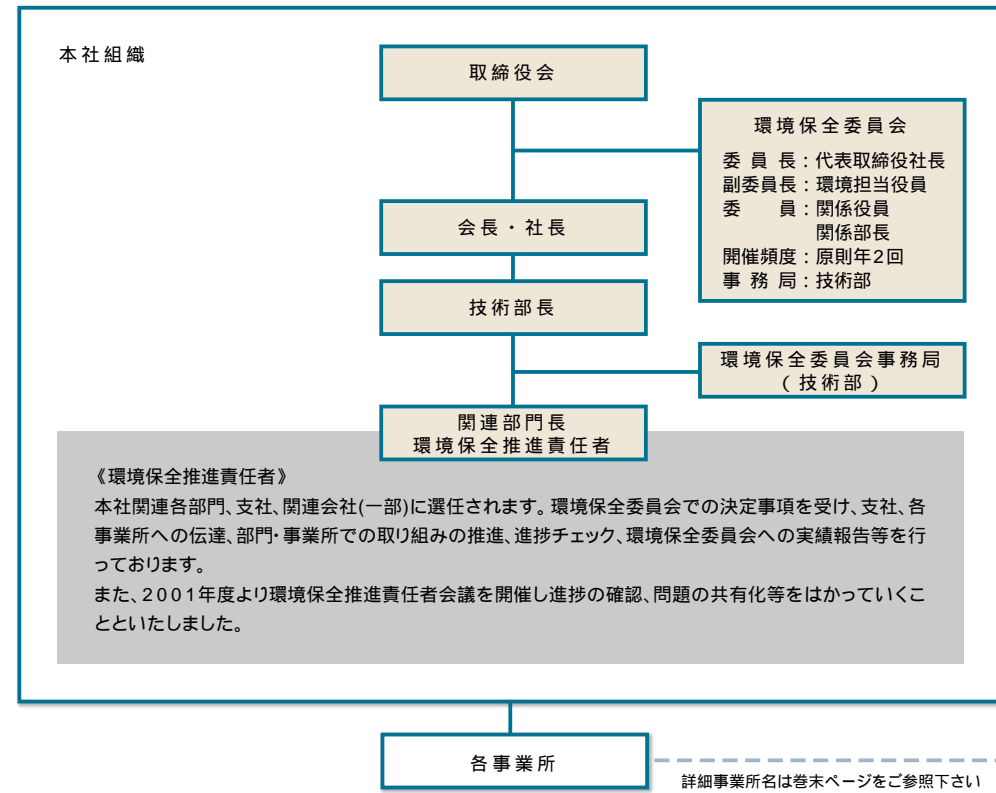 本社組織
取締役会
環境保全委員会
委員長：代表取締役社長
副委員長：環境担当役員
委　　員：関係役員
関係部長
開催頻度：原則年2回
事務局：技術部
会長・社長
技術部長
環境保全委員会事務局
（技術部）
関連部門長
環境保全推進責任者
《環境保全推進責任者》
本社関連各部門、支社、関連会社(一部)に選任されます。環境保全委員会での決定事項を受け、支社、各
事業所への伝達、部門・事業所での取り組みの推進、進捗チェック、環境保全委員会への実績報告等を行
っております。
また、2001年度より環境保全推進責任者会議を開催し進捗の確認、問題の共有化等をはかっていくこ
とといたしました。
各事業所
詳細事業所名は巻末ページをご参照下さい